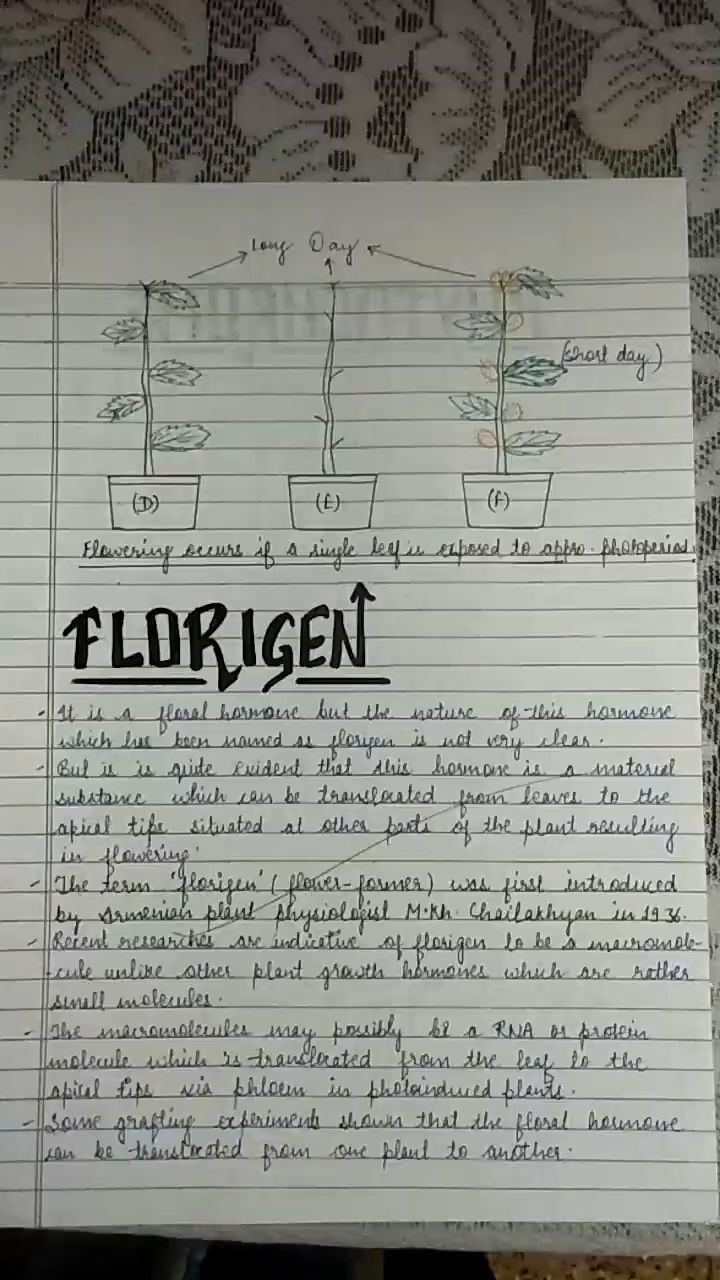 Long Day
(short day)
(D) (E) (F)
Flowering occurs if a single leaf is exposed to appro. photoperiod.
FLORIGEN
- It is a floral hormone but the nature of this hormone
which has been named as florigen is not very clear.
- But is is quite evident that this hormone is a material
substance which can be translocated from leaves to the
apical tips situated at other parts of the plant resulting
in flowering.
- The term 'florigen' (flower-former) was first introduced
by Armenian plant physiologist M.Kh. Chailakhyan in 1936.
- Recent researches are indicative of florigen to be a macromole-
cule unlike other plant growth hormones which are rather
small molecules.
- The macromolecules may possibly be a RNA or protein
molecule which is translocated from the leaf to the
apical tips via phloem in photoinduced plants.
- Some grafting experiments shown that the floral hormone
can be translocated from one plant to another.